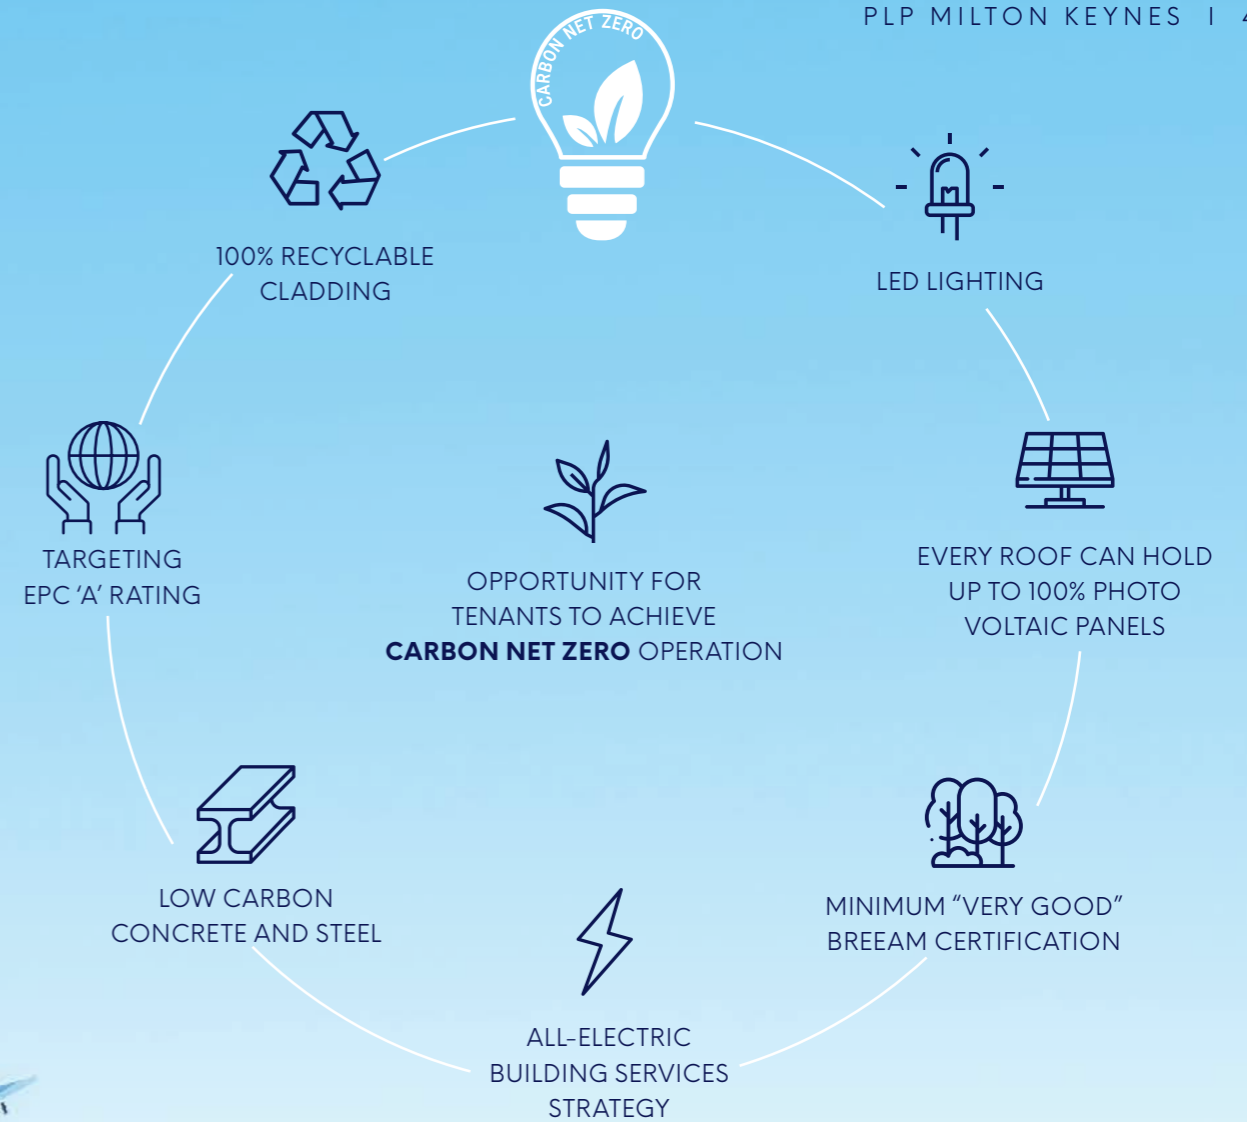 PLP MILTON KEYNES | 4
CARBON NET ZERO
100% RECYCLABLE
CLADDING
LED LIGHTING
TARGETING
EPC ‘A’ RATING
OPPORTUNITY FOR
TENANTS TO ACHIEVE
CARBON NET ZERO OPERATION
EVERY ROOF CAN HOLD
UP TO 100% PHOTO
VOLTAIC PANELS
LOW CARBON
CONCRETE AND STEEL
MINIMUM “VERY GOOD”
BREEAM CERTIFICATION
ALL-ELECTRIC
BUILDING SERVICES
STRATEGY